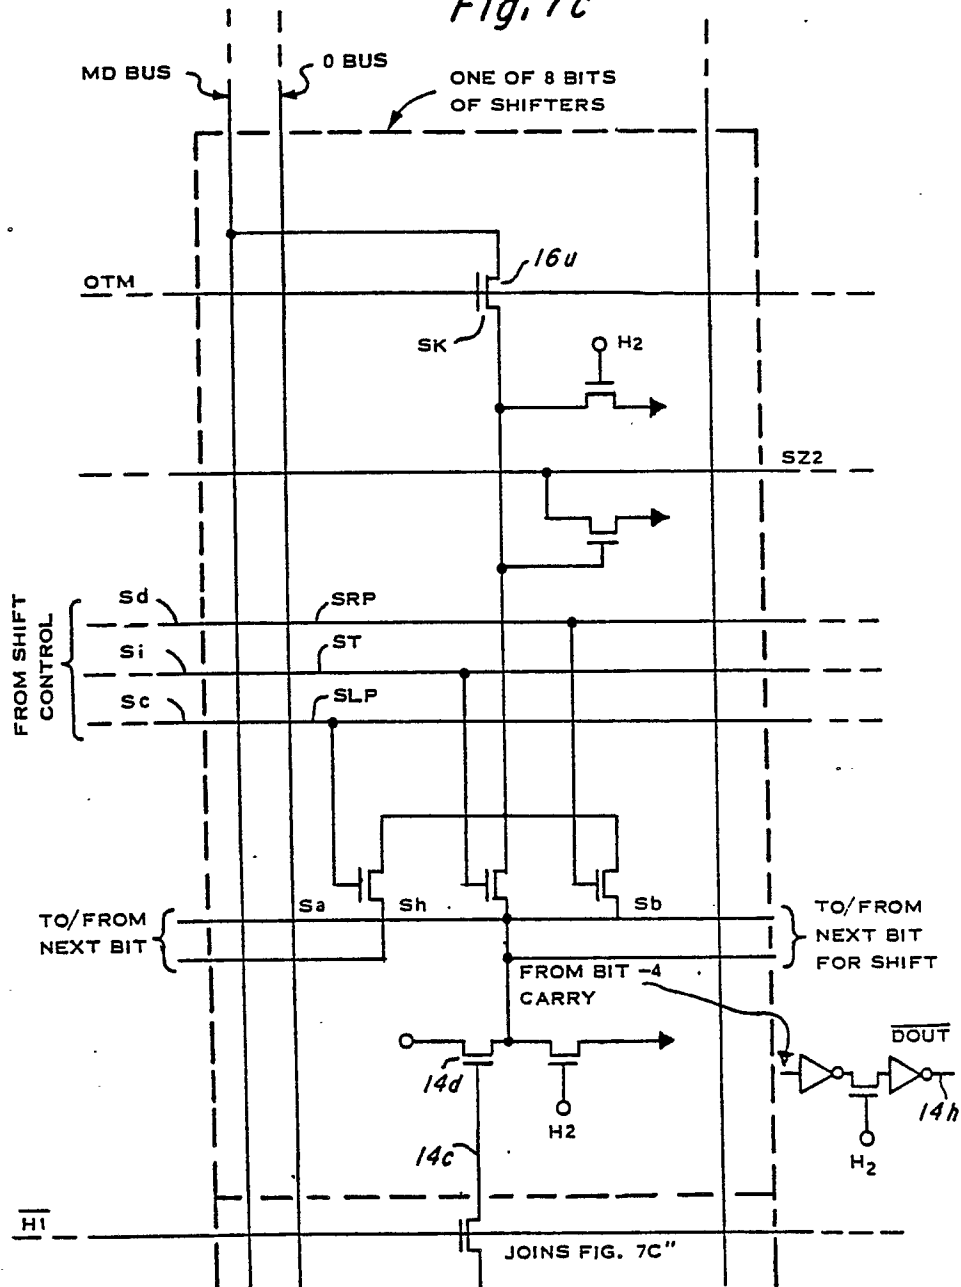 Fig. 7c
MD BUS
O BUS
ONE OF 8 BITS
OF SHIFTERS
16u
OTM
SK
H2
SZ2
FROM SHIFT
CONTROL
Sd
SRP
Si
ST
Sc
SLP
Sa
Sh
Sb
TO/FROM
NEXT BIT
TO/FROM
NEXT BIT
FOR SHIFT
FROM BIT -4
CARRY
DOUT
14d
14h
H2
H2
14c
H1
JOINS FIG. 7C"